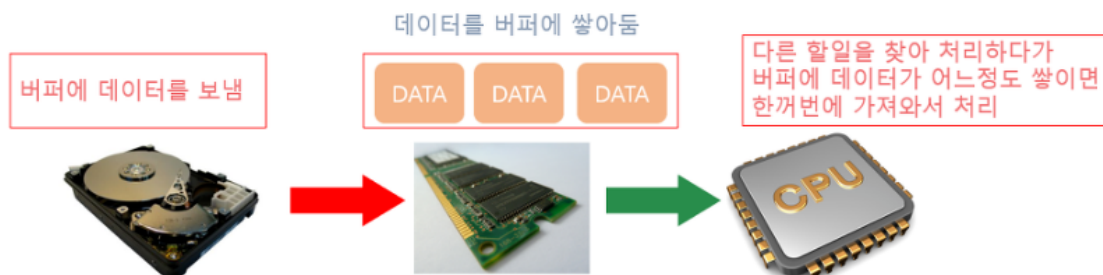 데이터를 버퍼에 쌓아둠
버퍼에 데이터를 보냄
DATA DATA DATA
다른 할일을 찾아 처리하다가
버퍼에 데이터가 어느정도 쌓이면
한꺼번에 가져와서 처리
CPU